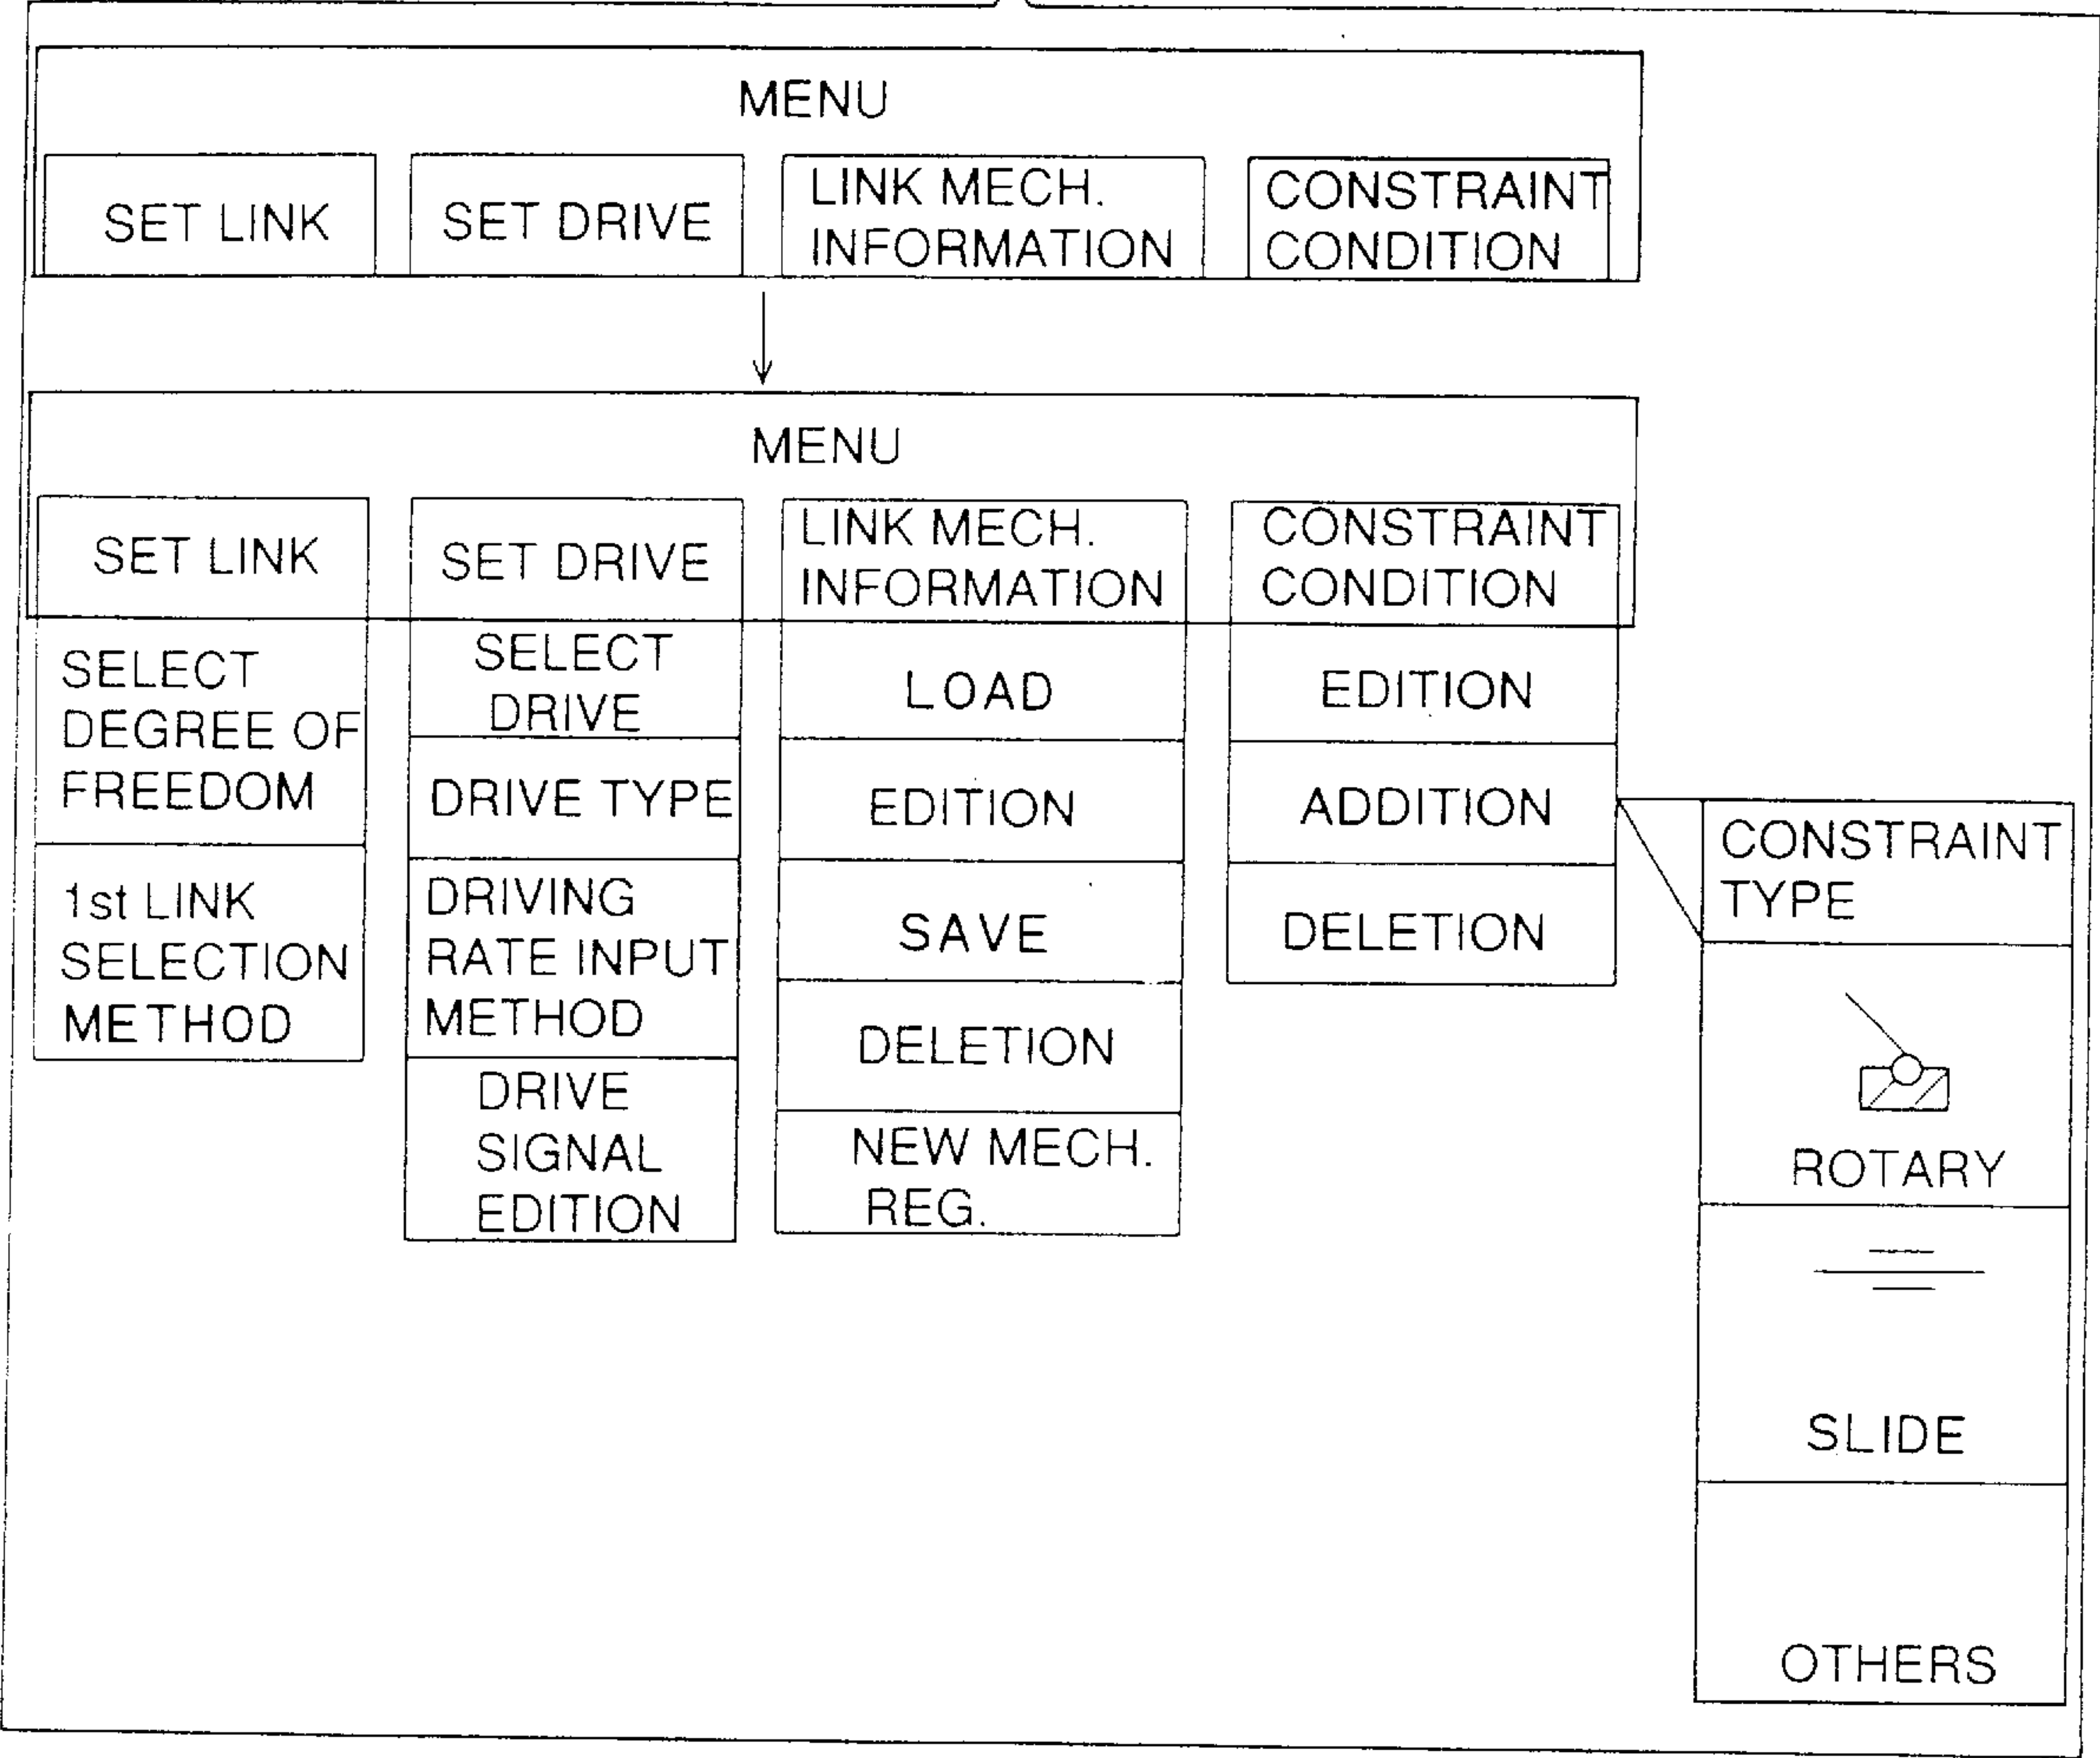 MENU
SET LINK
SET DRIVE
LINK MECH.
INFORMATION
CONSTRAINT
CONDITION
MENU
SET LINK
SET DRIVE
LINK MECH.
INFORMATION
CONSTRAINT
CONDITION
SELECT
DEGREE OF
FREEDOM
1st LINK
SELECTION
METHOD
SELECT
DRIVE
DRIVE TYPE
DRIVING
RATE INPUT
METHOD
DRIVE
SIGNAL
EDITION
LOAD
EDITION
SAVE
DELETION
NEW MECH.
REG.
EDITION
ADDITION
DELETION
CONSTRAINT
TYPE
ROTARY
SLIDE
OTHERS